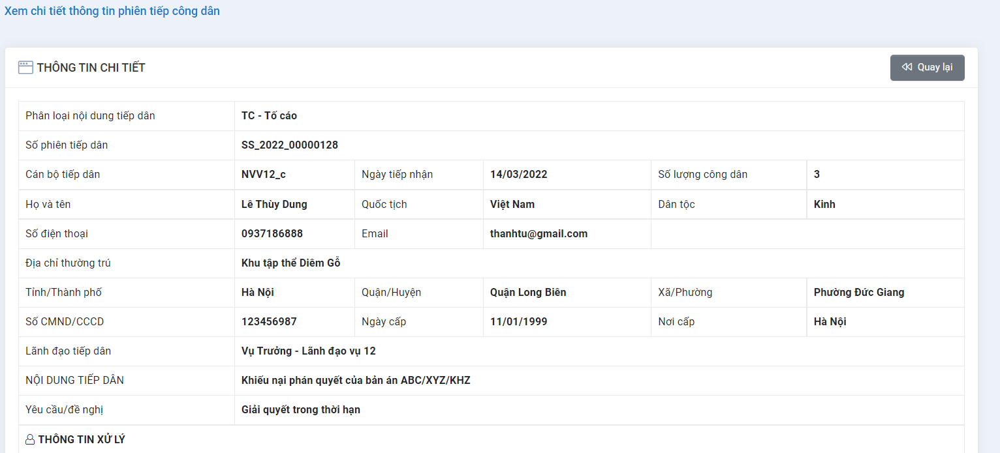 Xem chi tiết thông tin phiên tiếp công dân
THÔNG TIN CHI TIẾT
Quay lại
Phân loại nội dung tiếp dân TC - Tố cáo
Số phiên tiếp dân SS_2022_00000128
Cán bộ tiếp dân NVV12_c Ngày tiếp nhận 14/03/2022 Số lượng công dân 3
Họ và tên Lê Thùy Dung Quốc tịch Việt Nam Dân tộc Kinh
Số điện thoại 0937186888 Email thanhtu@gmail.com
Địa chỉ thường trú Khu tập thể Diêm Gỗ
Tỉnh/Thành phố Hà Nội Quận/Huyện Quận Long Biên Xã/Phường Phường Đức Giang
Số CMND/CCCD 123456987 Ngày cấp 11/01/1999 Nơi cấp Hà Nội
Lãnh đạo tiếp dân Vụ Trưởng - Lãnh đạo vụ 12
NỘI DUNG TIẾP DÂN Khiếu nại phán quyết của bản án ABC/XYZ/KHZ
Yêu cầu/đề nghị Giải quyết trong thời hạn
THÔNG TIN XỬ LÝ